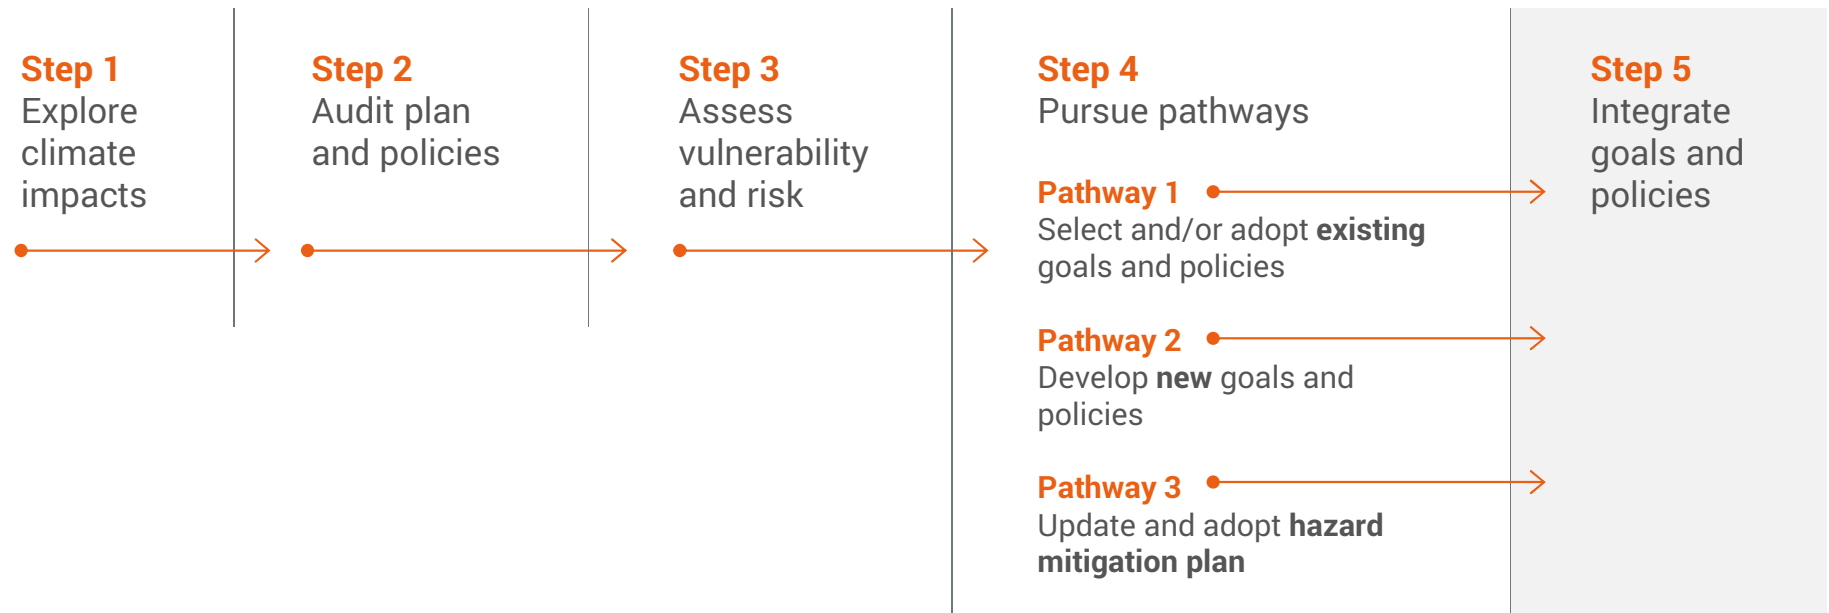 Step 1
Explore
climate
impacts
Step 2
Audit plan
and policies
Step 3
Assess
vulnerability
and risk
Step 4
Pursue pathways
Pathway 1
Select and/or adopt existing
goals and policies
Pathway 2
Develop new goals and
policies
Pathway 3
Update and adopt hazard
mitigation plan
Step 5
Integrate
goals and
policies